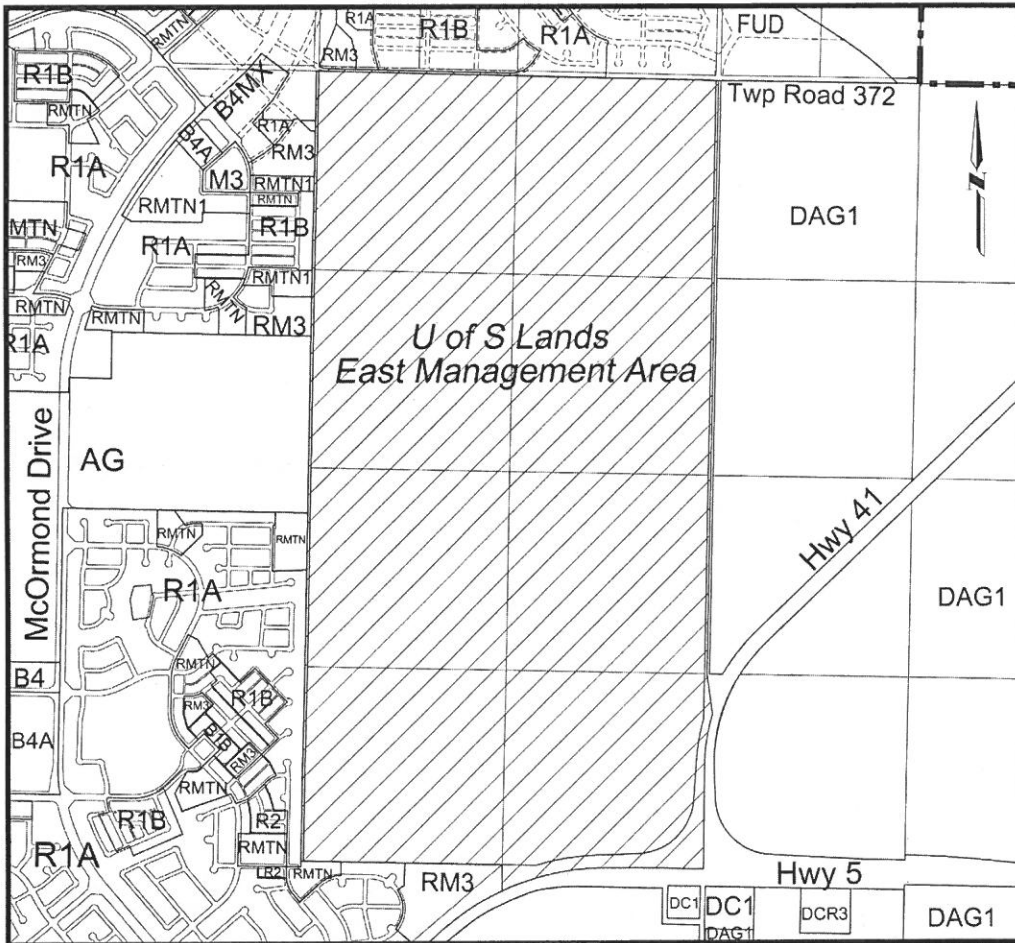 RMTN
R1A
R1B
R1A
FUD
RM3
R1B
B4MX
Twp Road 372
RMTN
R1A
B4A
RM3
R1A
M3
RMTN1
N
RMTN
RMTN1
DAG1
R1B
MTN
R1A
RM3
RMTN1
RMTN
RMTN
RMTN
RM3
R1A
U of S Lands
East Management Area
McOrmond Drive
AG
Hwy 41
RMTN
RMTN
R1A
DAG1
RMTN
B4
R1B
RM3
B1B
B4A
RM3
RMTN
R1B
R2
R1A
RMTN
LR2
RMTN
RM3
Hwy 5
DC1
DC1
DCR3
DAG1
DAG1